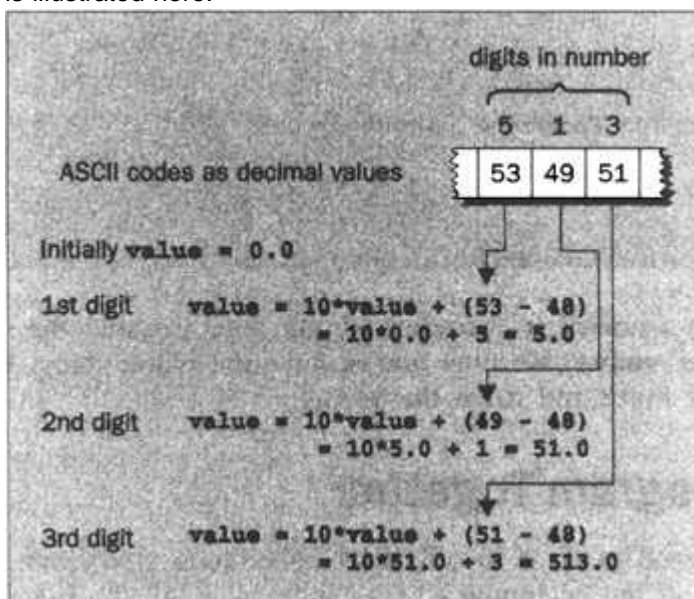 is illustrated here:
digits in number
5 1 3
ASCII codes as decimal values 53 49 51
Initially value = 0.0
1st digit value = 10*value + (53 - 48)
= 10*0.0 + 5 = 5.0
2nd digit value = 10*value + (49 - 48)
= 10*5.0 + 1 = 51.0
3rd digit value = 10*value + (51 - 48)
= 10*51.0 + 3 = 513.0